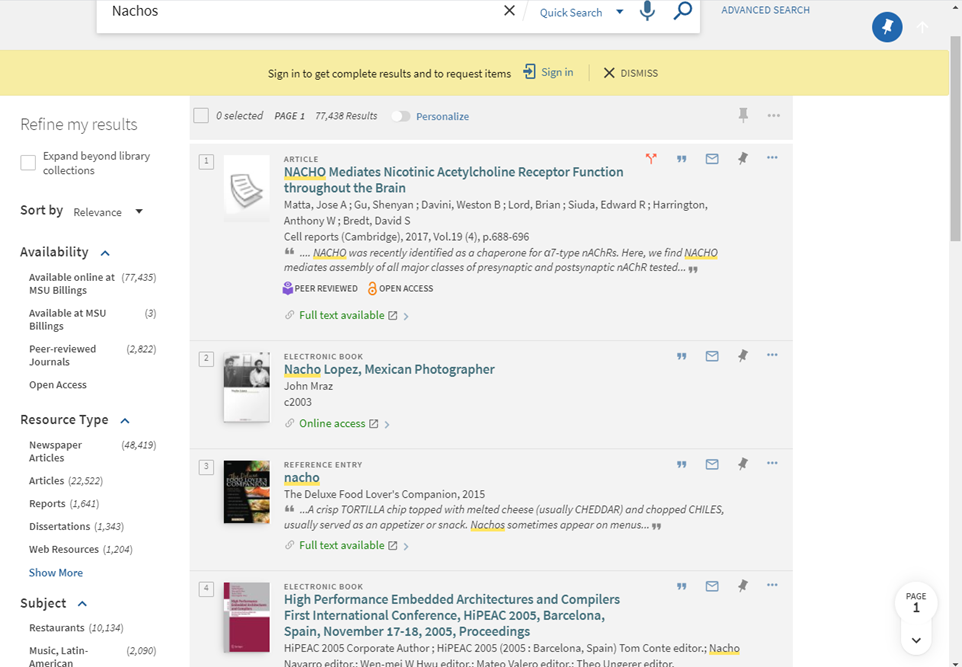 Nachos
Quick Search
ADVANCED SEARCH
Sign in to get complete results and to request items
Sign in
DISMISS
Refine my results
Expand beyond library
collections
Sort by Relevance
Availability
Available online at (77,435)
MSU Billings
Available at MSU (3)
Billings
Peer-reviewed (2,822)
Journals
Open Access
Resource Type
Newspaper (48,419)
Articles
Articles (22,522)
Reports (1,641)
Dissertations (1,343)
Web Resources (1,204)
Show More
Subject
Restaurants (10,134)
Music, Latin- (2,090)
American
0 selected PAGE 1 77,438 Results Personalize
1
ARTICLE
NACHO Mediates Nicotinic Acetylcholine Receptor Function
throughout the Brain
Matta, Jose A ; Gu, Shenyan ; Davini, Weston B ; Lord, Brian ; Siuda, Edward R ; Harrington,
Anthony W ; Bredt, David S
Cell reports (Cambridge), 2017, Vol.19 (4), p.688-696
.... NACHO was recently identified as a chaperone for α7-type nAChRs. Here, we find NACHO
mediates assembly of all major classes of presynaptic and postsynaptic nAChR tested...
PEER REVIEWED OPEN ACCESS
Full text available
2
ELECTRONIC BOOK
Nacho Lopez, Mexican Photographer
John Mraz
c2003
Online access
3
REFERENCE ENTRY
nacho
The Deluxe Food Lover's Companion, 2015
...A crisp TORTILLA chip topped with melted cheese (usually CHEDDAR) and chopped CHILES,
usually served as an appetizer or snack. Nachos sometimes appear on menus...
Full text available
4
ELECTRONIC BOOK
High Performance Embedded Architectures and Compilers
First International Conference, HiPEAC 2005, Barcelona,
Spain, November 17-18, 2005, Proceedings
HiPEAC 2005 Corporate Author ; HiPEAC 2005 (2005 : Barcelona, Spain) Tom Conte editor.; Nacho
Navarro editor.; Wen-mei W Hwu editor.; Mateo Valero editor.; Theo Ungerer editor.
PAGE
1